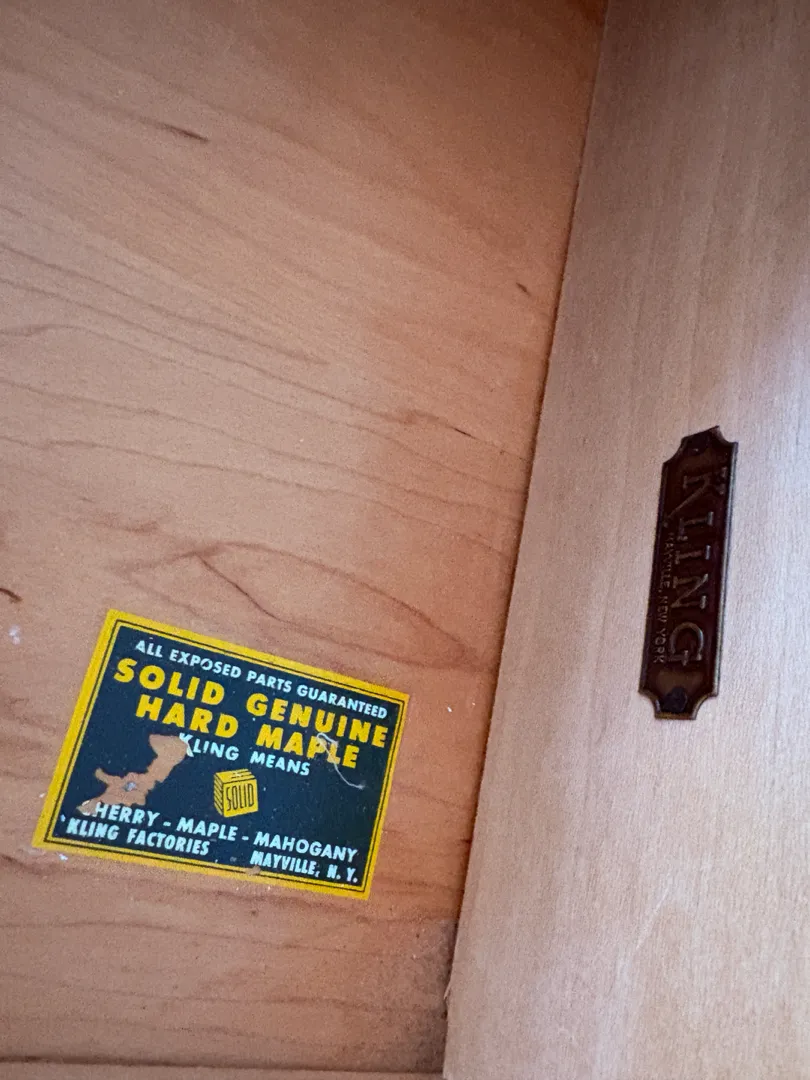 ALL EXPOSED PARTS GUARANTEED
SOLID GENUINE
HARD MAPLE
KLING MEANS
SOLID
CHERRY - MAPLE - MAHOGANY
KLING FACTORIES MAYVILLE, N. Y.
KLING
MAYVILLE, NEW YORK